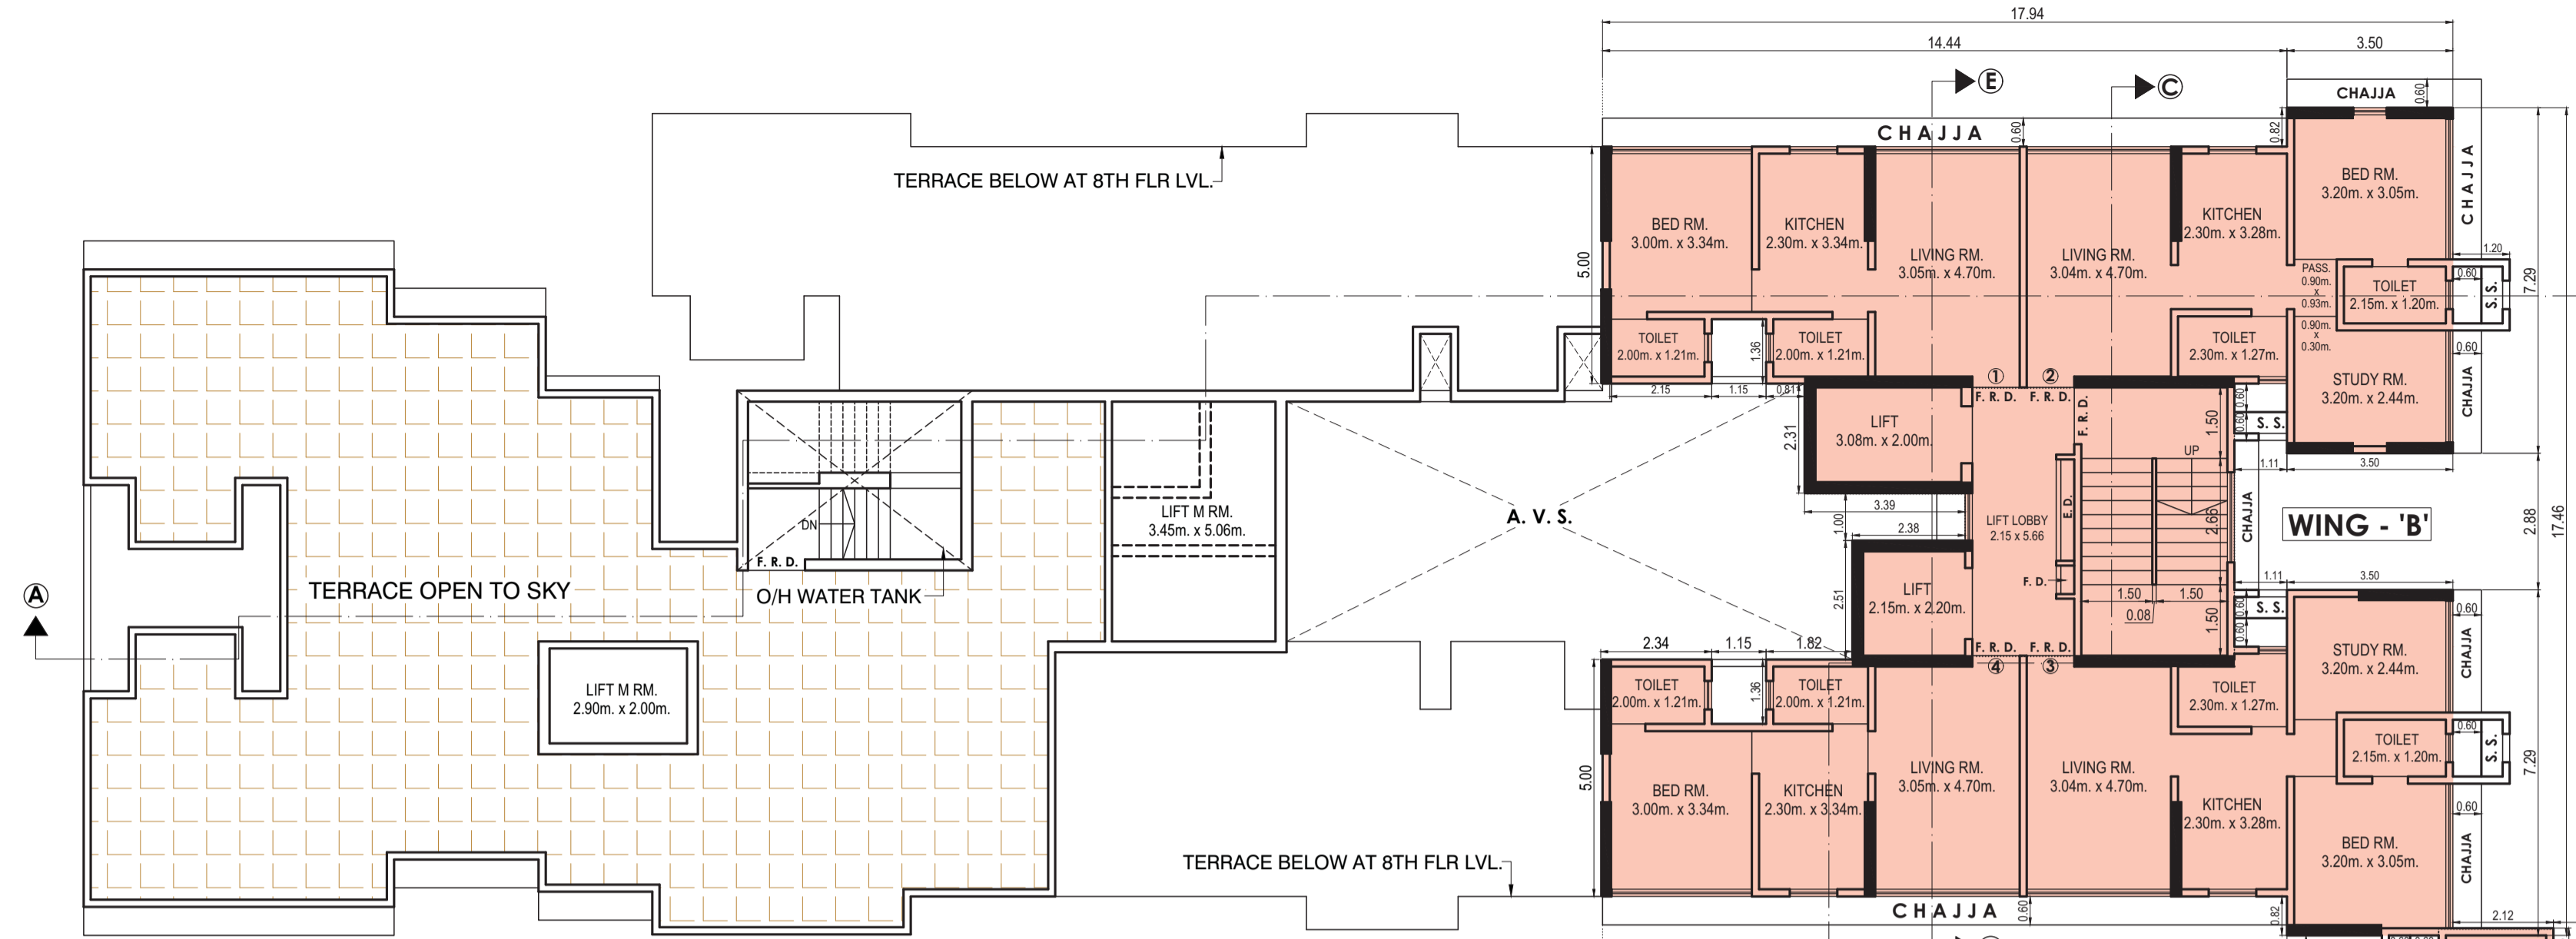 17.94
14.44
3.50
E
C
CHAJJA
0.60
CHAJJA
0.60
0.82
CHAJJA
TERRACE BELOW AT 8TH FLR LVL.
BED RM.
3.20m. x 3.05m.
BED RM.
3.00m. x 3.34m.
KITCHEN
2.30m. x 3.34m.
LIVING RM.
3.05m. x 4.70m.
LIVING RM.
3.04m. x 4.70m.
KITCHEN
2.30m. x 3.28m.
5.00
1.20
0.60
7.29
PASS.
0.90m.
x
0.93m.
TOILET
2.15m. x 1.20m.
S. S.
0.90m.
x
0.30m.
TOILET
2.00m. x 1.21m.
1.36
TOILET
2.00m. x 1.21m.
TOILET
2.30m. x 1.27m.
0.60
STUDY RM.
3.20m. x 2.44m.
CHAJJA
2.15
1.15
0.81
1
2
F. R. D.
F. R. D.
F. R. D.
LIFT
3.08m. x 2.00m.
2.31
1.50
0.60
0.60
S. S.
UP
1.11
3.50
LIFT M RM.
3.45m. x 5.06m.
DN
F. R. D.
A. V. S.
3.39
1.00
2.38
LIFT LOBBY
2.15 x 5.66
E. D.
2.66
CHAJJA
WING - 'B'
2.88
17.46
A
TERRACE OPEN TO SKY
O/H WATER TANK
F. D.
1.11
3.50
LIFT
2.15m. x 2.20m.
2.51
1.50
1.50
0.08
1.50
0.60
0.60
S. S.
0.60
CHAJJA
2.34
1.15
1.82
F. R. D.
F. R. D.
4
3
STUDY RM.
3.20m. x 2.44m.
LIFT M RM.
2.90m. x 2.00m.
TOILET
2.00m. x 1.21m.
1.36
TOILET
2.00m. x 1.21m.
TOILET
2.30m. x 1.27m.
0.60
TOILET
2.15m. x 1.20m.
S. S.
7.29
5.00
BED RM.
3.00m. x 3.34m.
KITCHEN
2.30m. x 3.34m.
LIVING RM.
3.05m. x 4.70m.
LIVING RM.
3.04m. x 4.70m.
KITCHEN
2.30m. x 3.28m.
0.60
CHAJJA
BED RM.
3.20m. x 3.05m.
TERRACE BELOW AT 8TH FLR LVL.
CHAJJA
0.60
0.82
2.12